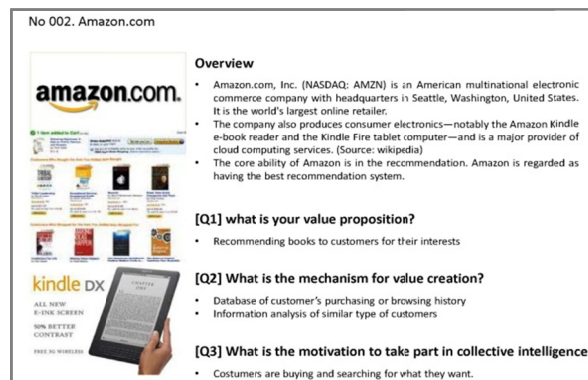 No 002. Amazon.com
amazon.com.
1 item added to Cart
Overview
• Amazon.com, Inc. (NASDAQ: AMZN) is an American multinational electronic
commerce company with headquarters in Seattle, Washington, United States.
It is the world's largest online retailer.
• The company also produces consumer electronics—notably the Amazon Kindle
e-book reader and the Kindle Fire tablet computer—and is a major provider of
cloud computing services. (Source: wikipedia)
• The core ability of Amazon is in the recommendation. Amazon is regarded as
having the best recommendation system.
[Q1] what is your value proposition?
• Recommending books to customers for their interests
kindle DX
ALL NEW
E-INK SCREEN
50% BETTER
CONTRAST
FREE 3G WIRELESS
[Q2] What is the mechanism for value creation?
• Database of customer's purchasing or browsing history
• Information analysis of similar type of customers
[Q3] What is the motivation to take part in collective intelligence
• Costumers are buying and searching for what they want.